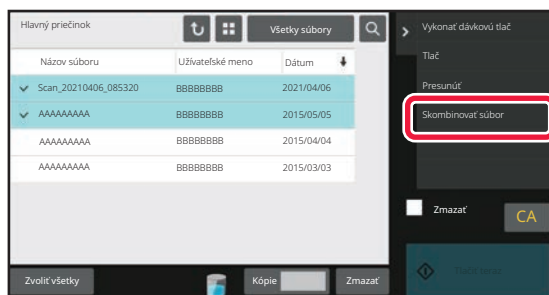 Hlavný priečinok
Všetky súbory
Názov súboru Užívateľské meno Dátum
Scan_20210406_085320 BBBBBBBB 2021/04/06
AAAAAAAAA BBBBBBBB 2015/05/05
AAAAAAAAA BBBBBBBB 2015/04/04
AAAAAAAAA BBBBBBBB 2015/03/03
Zvoliť všetky
Kópie
Zmazať
Vykonať dávkovú tlač
Tlač
Presunúť
Skombinovať súbor
Zmazať
CA